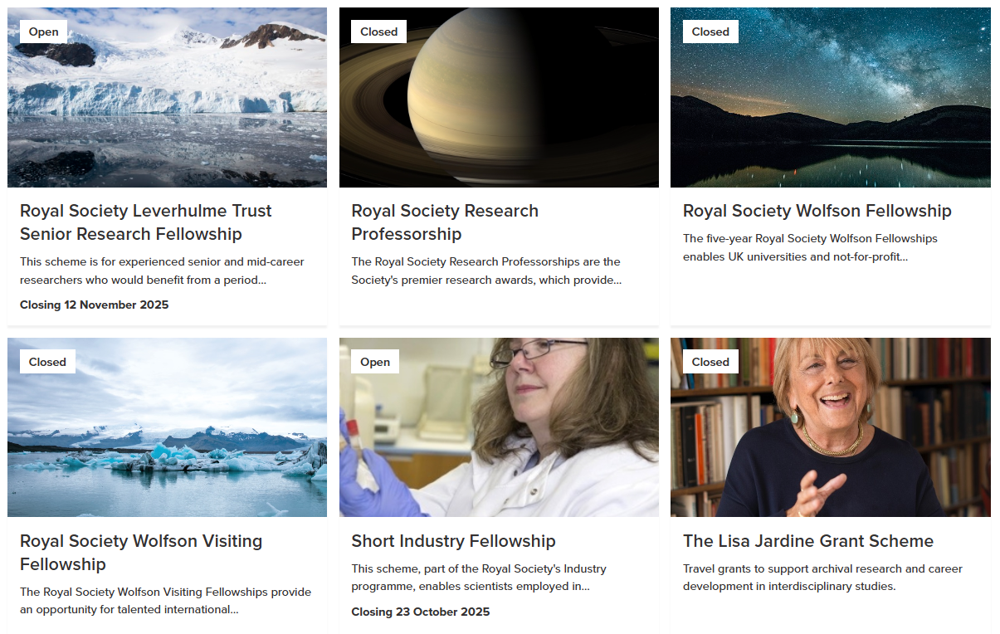 Open
Closed
Closed
Royal Society Leverhulme Trust
Senior Research Fellowship
This scheme is for experienced senior and mid-career
researchers who would benefit from a period...
Closing 12 November 2025
Royal Society Research
Professorship
The Royal Society Research Professorships are the
Society's premier research awards, which provide...
Royal Society Wolfson Fellowship
The five-year Royal Society Wolfson Fellowships
enables UK universities and not-for-profit...
Closed
Open
Closed
Royal Society Wolfson Visiting
Fellowship
The Royal Society Wolfson Visiting Fellowships provide
an opportunity for talented international...
Short Industry Fellowship
This scheme, part of the Royal Society's Industry
programme, enables scientists employed in...
Closing 23 October 2025
The Lisa Jardine Grant Scheme
Travel grants to support archival research and career
development in interdisciplinary studies.